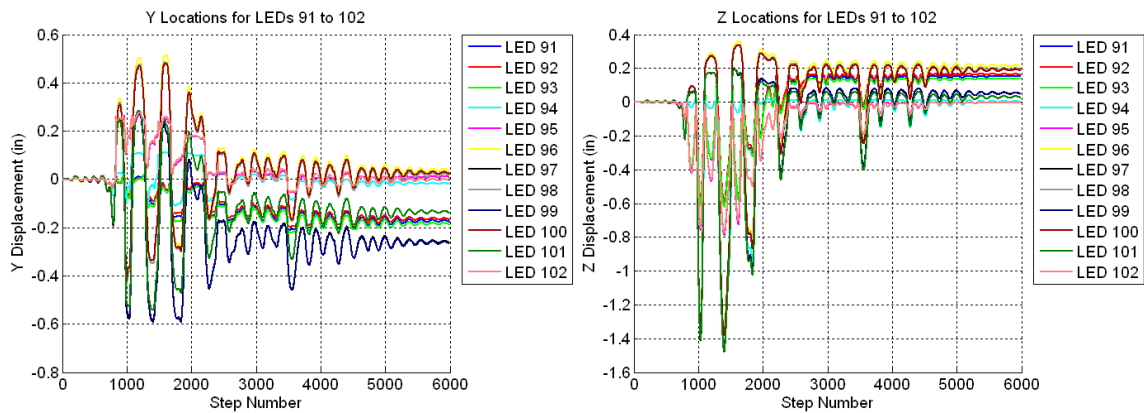 Y Locations for LEDs 91 to 102
Y Displacement (in)
0.6
0.4
0.2
0
-0.2
-0.4
-0.6
-0.8
0
1000
2000
3000
4000
5000
6000
Step Number
LED 91
LED 92
LED 93
LED 94
LED 95
LED 96
LED 97
LED 98
LED 99
LED 100
LED 101
LED 102
Z Locations for LEDs 91 to 102
Z Displacement (in)
0.4
0.2
0
-0.2
-0.4
-0.6
-0.8
-1
-1.2
-1.4
-1.6
0
1000
2000
3000
4000
5000
6000
Step Number
LED 91
LED 92
LED 93
LED 94
LED 95
LED 96
LED 97
LED 98
LED 99
LED 100
LED 101
LED 102